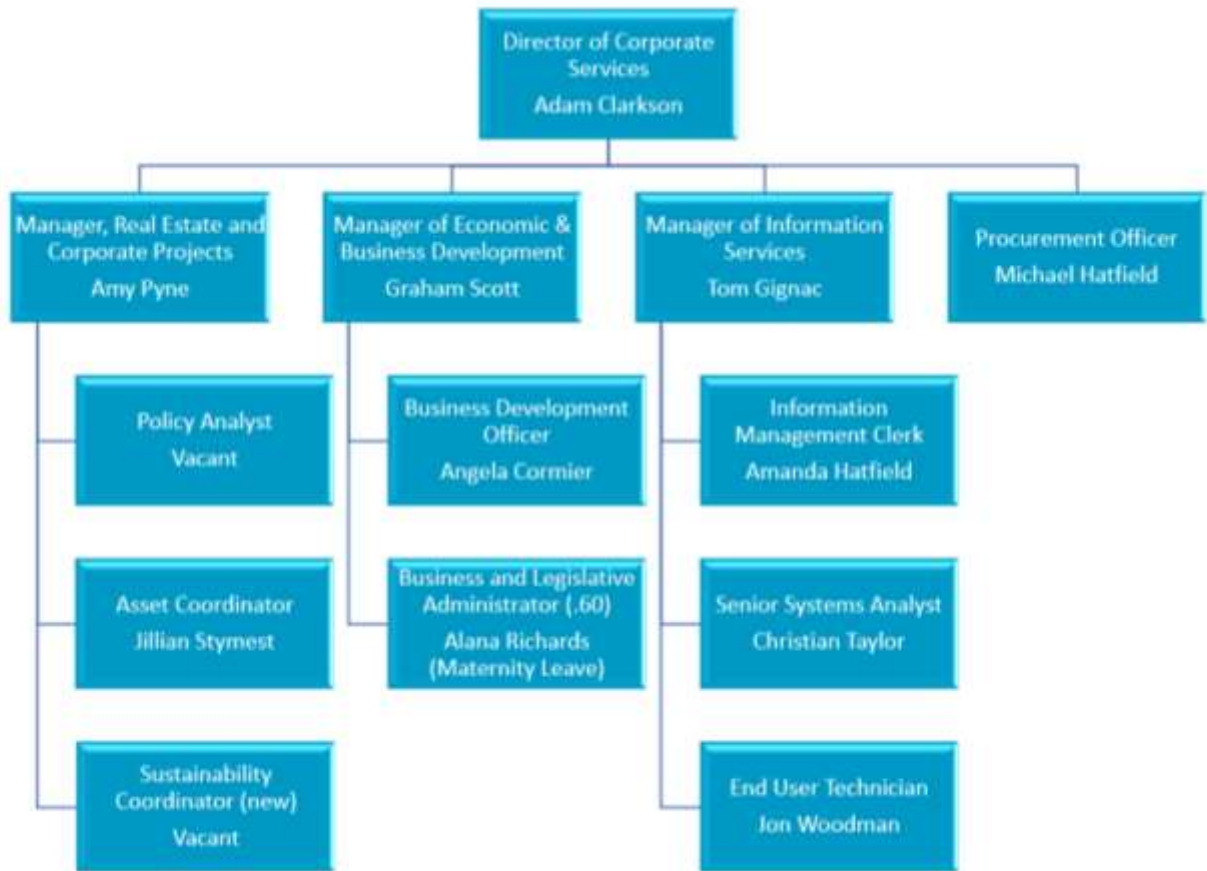 Director of Corporate
Services
Adam Clarkson
Manager, Real Estate and
Corporate Projects
Amy Pyne
Manager of Economic &
Business Development
Graham Scott
Manager of Information
Services
Tom Gignac
Procurement Officer
Michael Hatfield
Policy Analyst
Vacant
Business Development
Officer
Angela Cormier
Information
Management Clerk
Amanda Hatfield
Asset Coordinator
Jillian Stymest
Business and Legislative
Administrator (.60)
Alana Richards
(Maternity Leave)
Senior Systems Analyst
Christian Taylor
Sustainability
Coordinator (new)
Vacant
End User Technician
Jon Woodman